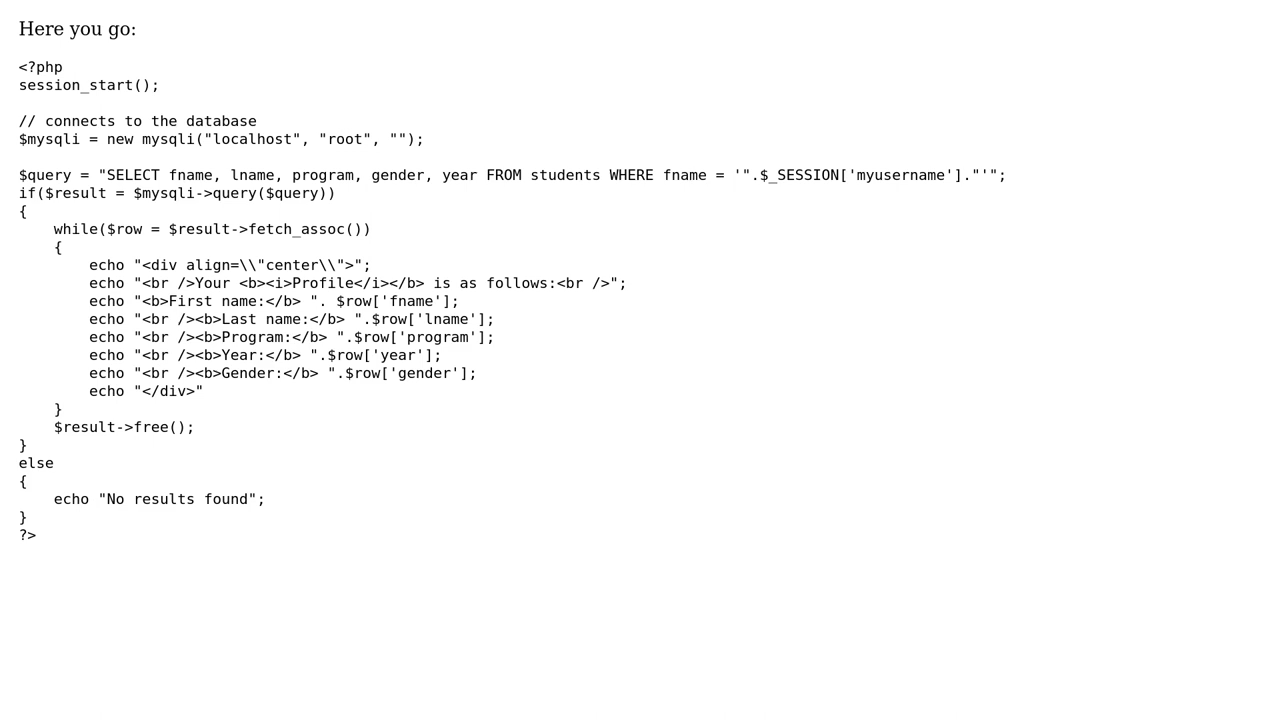 Here you go:
<?php
session_start();
// connects to the database
$mysqli = new mysqli("localhost", "root", "");
$query = "SELECT fname, lname, program, gender, year FROM students WHERE fname = '".$_SESSION['myusername']."'";
if($result = $mysqli->query($query))
{
    while($row = $result->fetch_assoc())
    {
        echo "<div align=\\"center\\">";
        echo "<br />Your <b><i>Profile</i></b> is as follows:<br />";
        echo "<b>First name:</b> ". $row['fname'];
        echo "<br /><b>Last name:</b> ".$row['lname'];
        echo "<br /><b>Program:</b> ".$row['program'];
        echo "<br /><b>Year:</b> ".$row['year'];
        echo "<br /><b>Gender:</b> ".$row['gender'];
        echo "</div>"
    }
    $result->free();
}
else
{
    echo "No results found";
}
?>